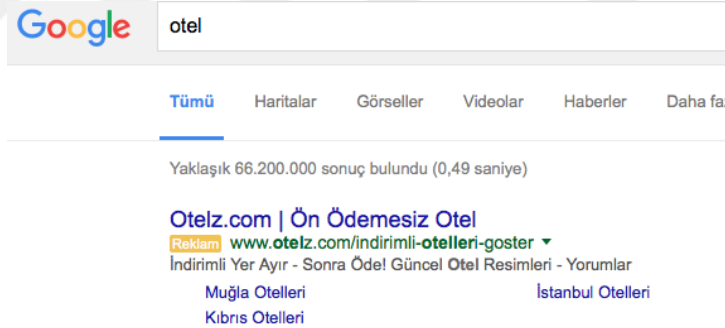 Google otel
Tümü Haritalar Görseller Videolar Haberler Daha faz
Yaklaşık 66.200.000 sonuç bulundu (0,49 saniye)
Otelz.com | Ön Ödemesiz Otel
Reklam www.otelz.com/indirimli-otelleri-goster
İndirimli Yer Ayır - Sonra Öde! Güncel Otel Resimleri - Yorumlar
Muğla Otelleri İstanbul Otelleri
Kıbrıs Otelleri